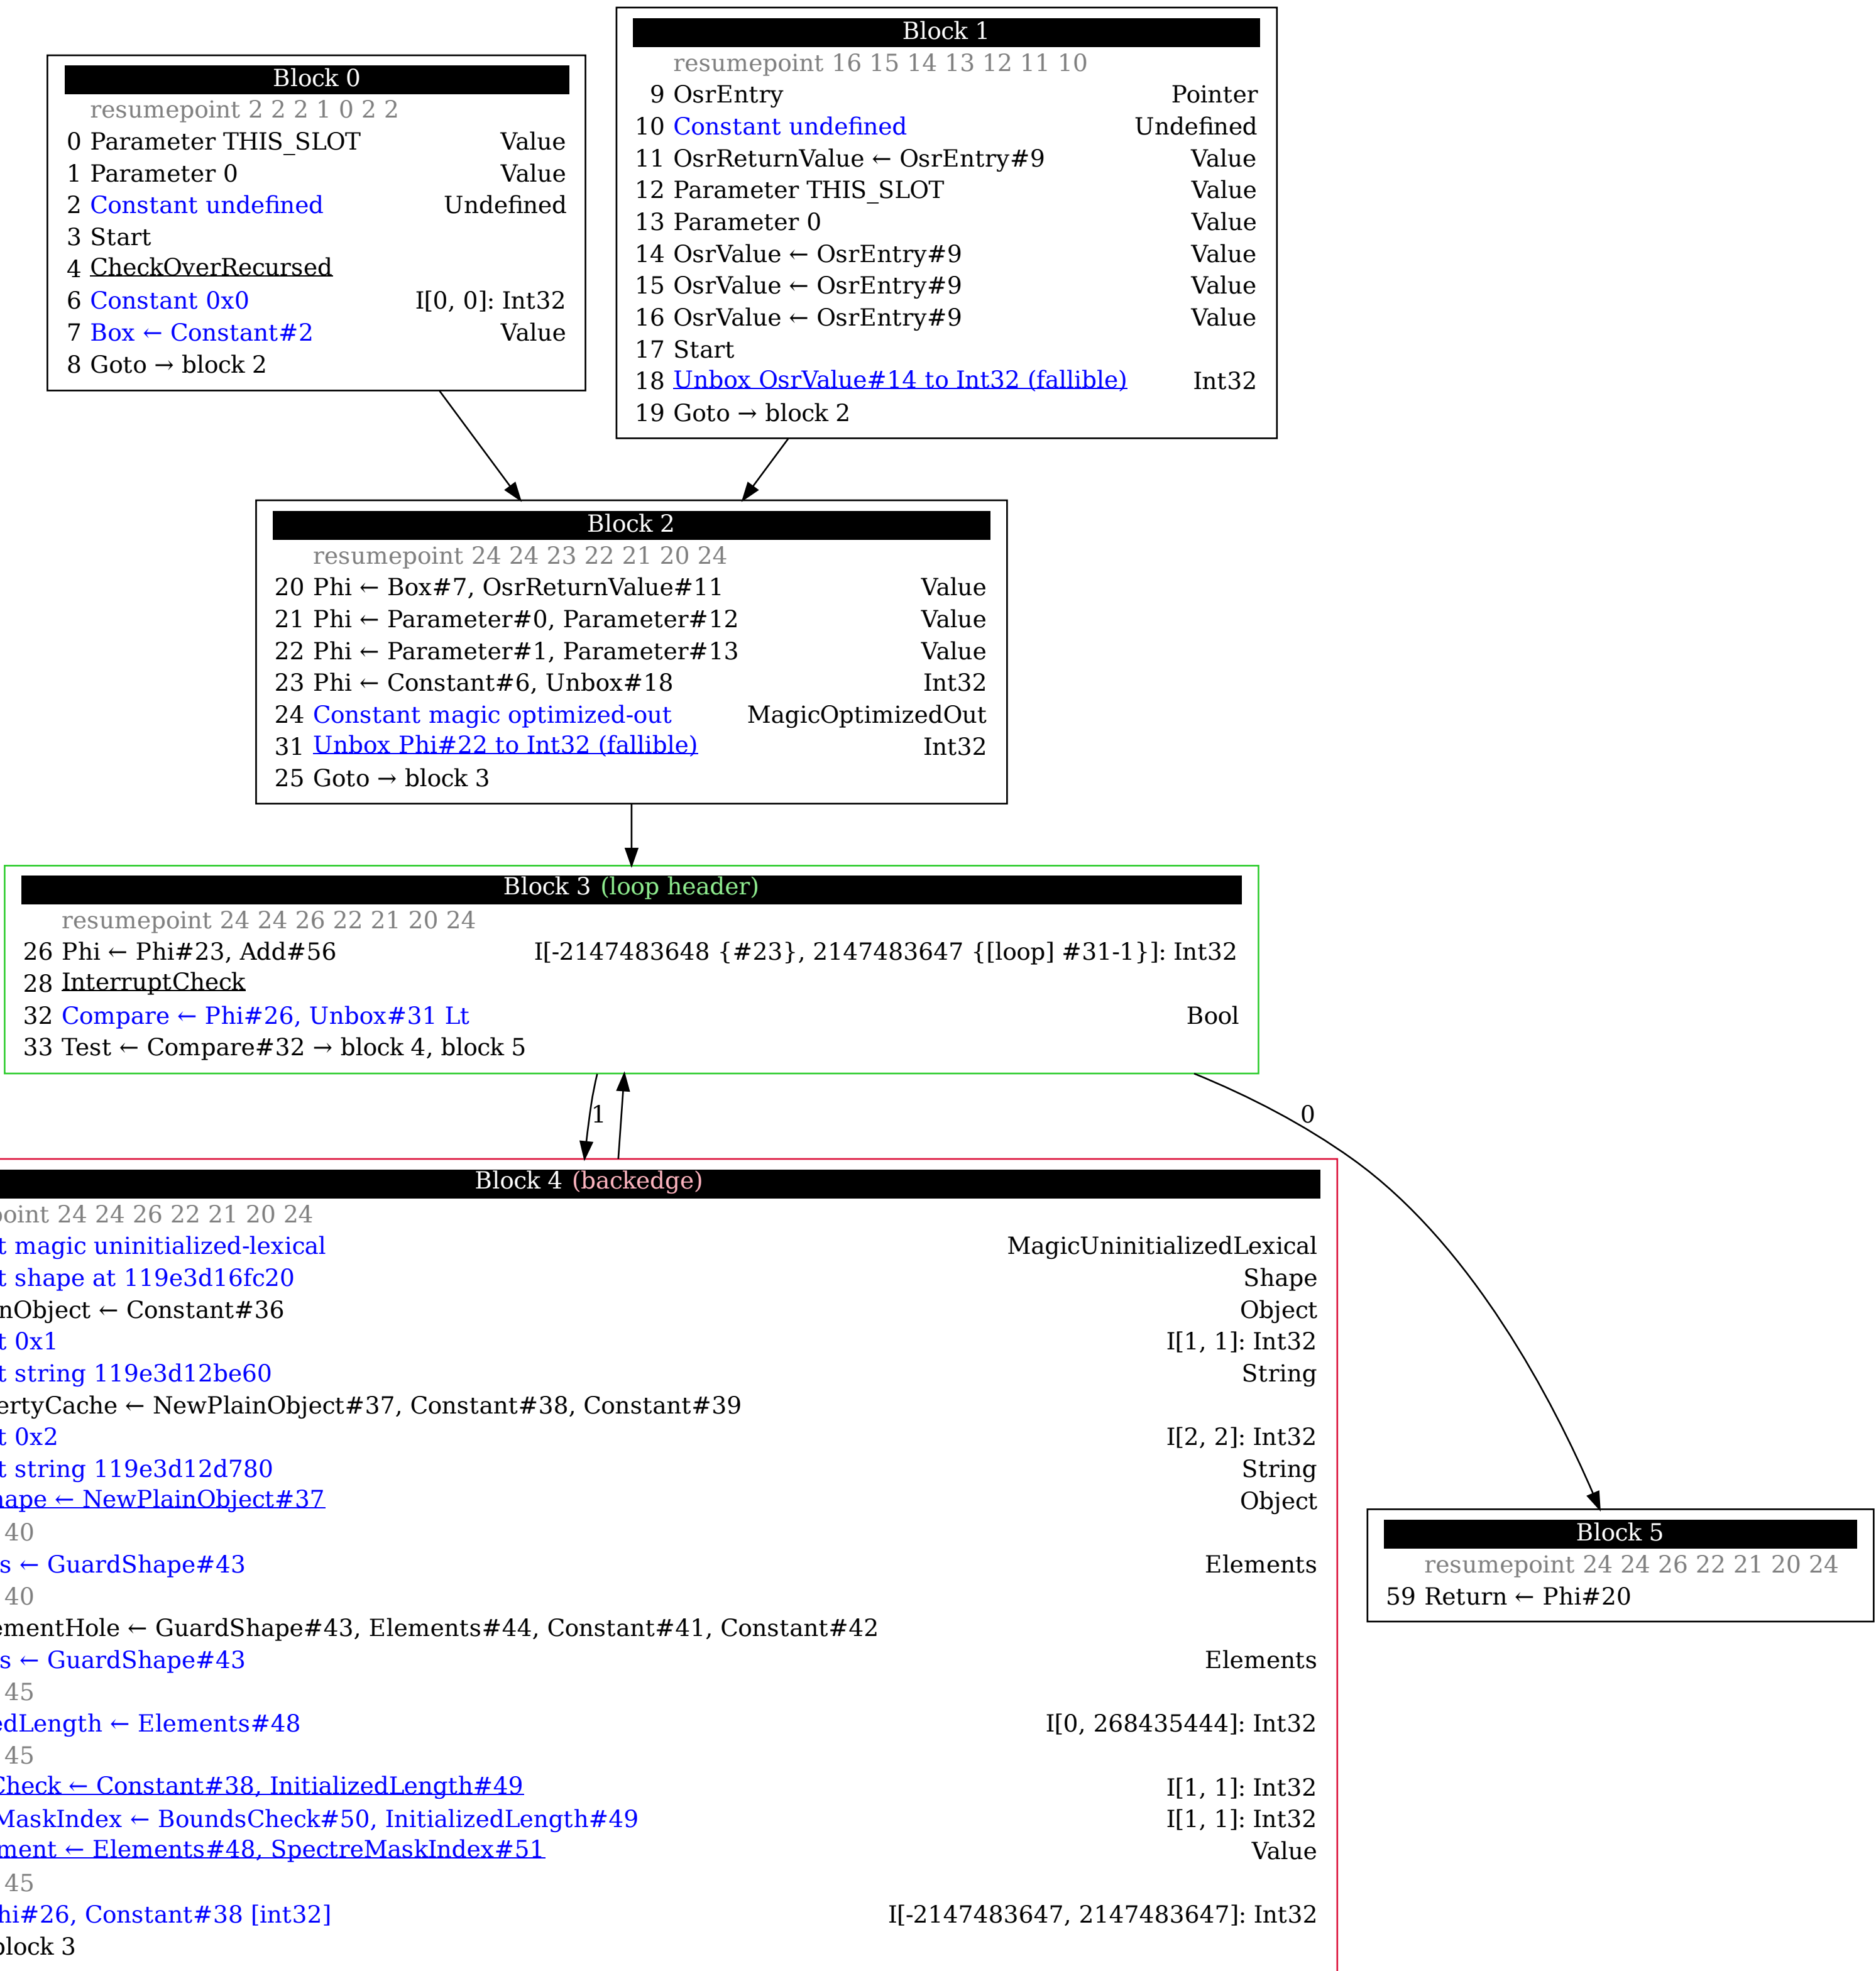 Block 0
resumepoint 2 2 2 1 0 2 2
0 Parameter THIS_SLOT Value
1 Parameter 0 Value
2 Constant undefined Undefined
3 Start
4 CheckOverRecursed
6 Constant 0x0 I[0, 0]: Int32
7 Box ← Constant#2 Value
8 Goto → block 2
Block 1
resumepoint 16 15 14 13 12 11 10
9 OsrEntry Pointer
10 Constant undefined Undefined
11 OsrReturnValue ← OsrEntry#9 Value
12 Parameter THIS_SLOT Value
13 Parameter 0 Value
14 OsrValue ← OsrEntry#9 Value
15 OsrValue ← OsrEntry#9 Value
16 OsrValue ← OsrEntry#9 Value
17 Start
18 Unbox OsrValue#14 to Int32 (fallible) Int32
19 Goto → block 2
Block 2
resumepoint 24 24 23 22 21 20 24
20 Phi ← Box#7, OsrReturnValue#11 Value
21 Phi ← Parameter#0, Parameter#12 Value
22 Phi ← Parameter#1, Parameter#13 Value
23 Phi ← Constant#6, Unbox#18 Int32
24 Constant magic optimized-out MagicOptimizedOut
31 Unbox Phi#22 to Int32 (fallible) Int32
25 Goto → block 3
Block 3 (loop header)
resumepoint 24 24 26 22 21 20 24
26 Phi ← Phi#23, Add#56 I[-2147483648 {#23}, 2147483647 {[loop] #31-1}]: Int32
28 InterruptCheck
32 Compare ← Phi#26, Unbox#31 Lt Bool
33 Test ← Compare#32 → block 4, block 5
1
0
Block 4 (backedge)
point 24 24 26 22 21 20 24
t magic uninitialized-lexical MagicUninitializedLexical
t shape at 119e3d16fc20 Shape
nObject ← Constant#36 Object
t 0x1 I[1, 1]: Int32
t string 119e3d12be60 String
ertyCache ← NewPlainObject#37, Constant#38, Constant#39
t 0x2 I[2, 2]: Int32
t string 119e3d12d780 String
hape ← NewPlainObject#37 Object
40
s ← GuardShape#43 Elements
40
ementHole ← GuardShape#43, Elements#44, Constant#41, Constant#42
s ← GuardShape#43 Elements
45
edLength ← Elements#48 I[0, 268435444]: Int32
45
Check ← Constant#38, InitializedLength#49 I[1, 1]: Int32
MaskIndex ← BoundsCheck#50, InitializedLength#49 I[1, 1]: Int32
ment ← Elements#48, SpectreMaskIndex#51 Value
45
hi#26, Constant#38 [int32] I[-2147483647, 2147483647]: Int32
block 3
Block 5
resumepoint 24 24 26 22 21 20 24
59 Return ← Phi#20